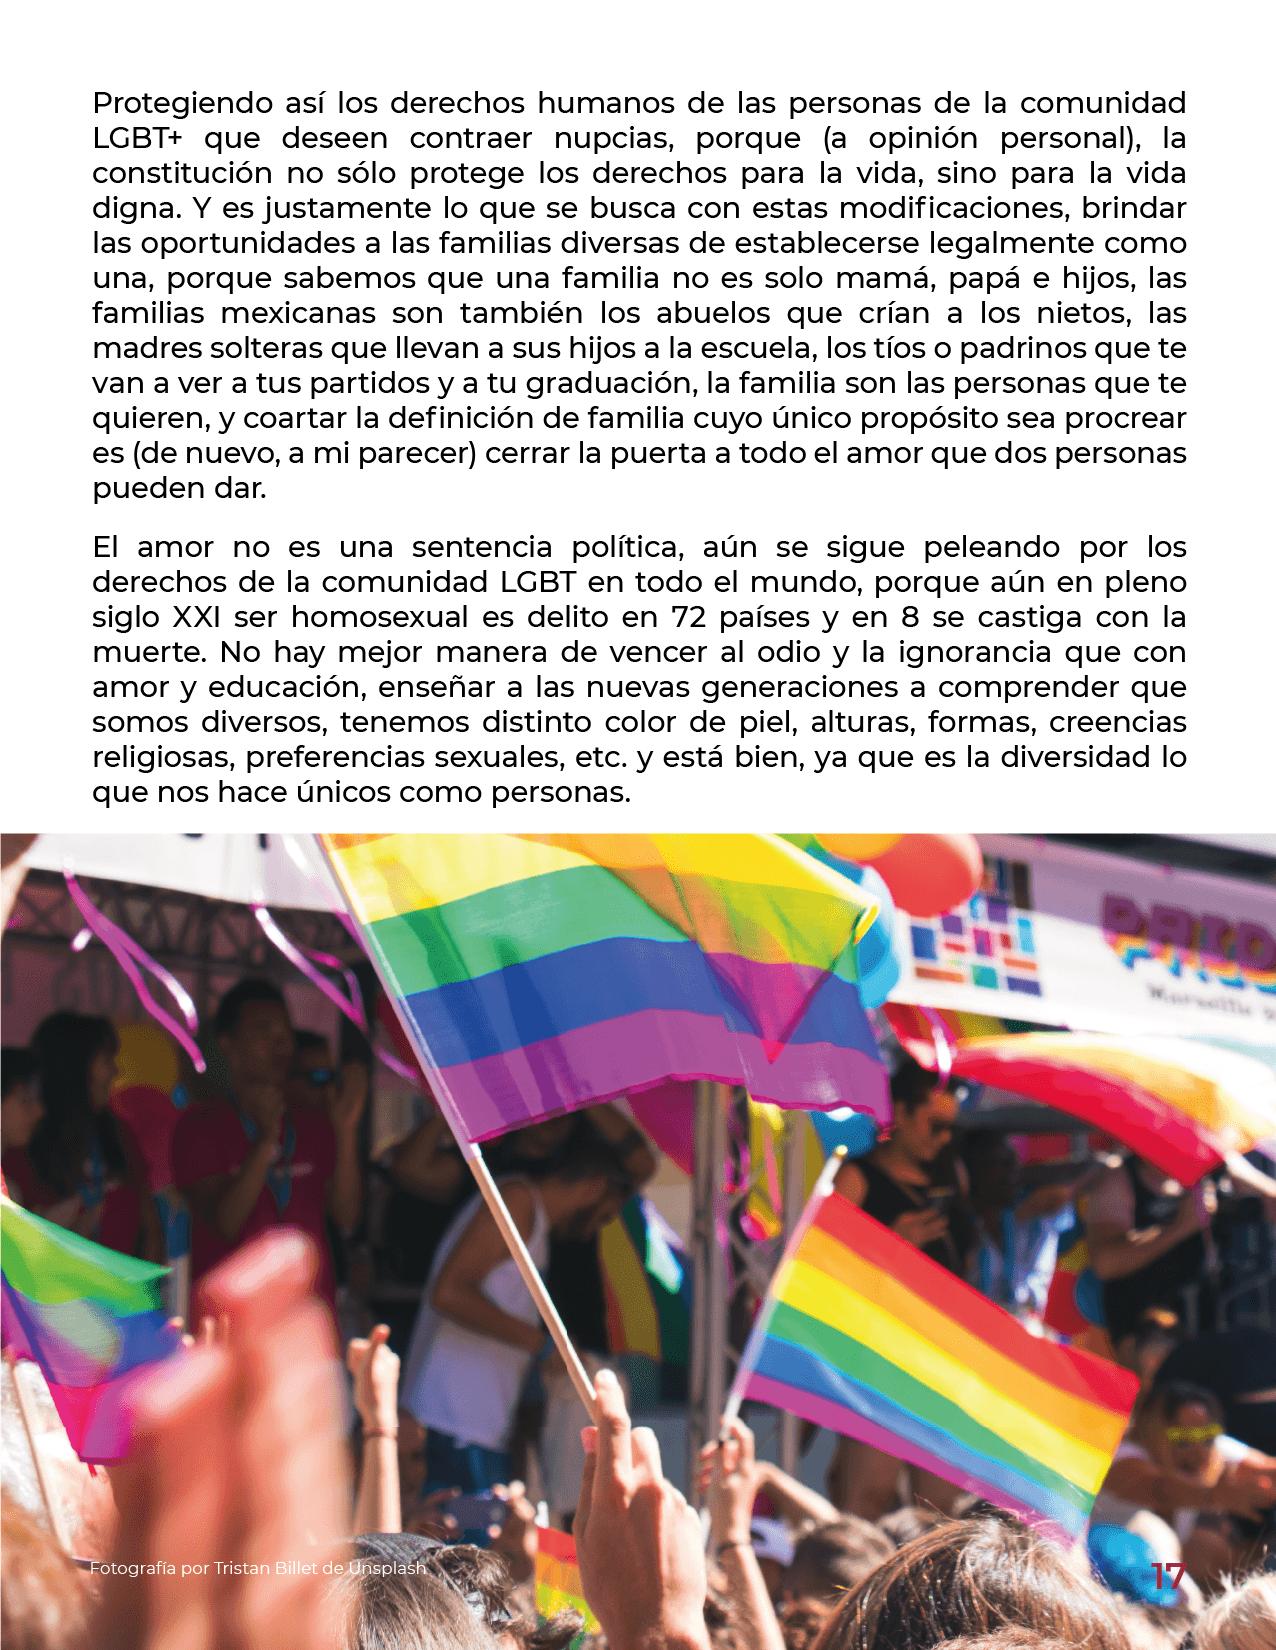 Protegiendo así los derechos humanos de las personas de la comunidad
LGBT+ que deseen contraer nupcias, porque (a opinión personal), la
constitución no sólo protege los derechos para la vida, sino para la vida
digna. Y es justamente lo que se busca con estas modificaciones, brindar
las oportunidades a las familias diversas de establecerse legalmente como
una, porque sabemos que una familia no es solo mamá, papá e hijos, las
familias mexicanas son también los abuelos que crían a los nietos, las
madres solteras que llevan a sus hijos a la escuela, los tíos o padrinos que te
van a ver a tus partidos y a tu graduación, la familia son las personas que te
quieren, y coartar la definición de familia cuyo único propósito sea procrear
es (de nuevo, a mi parecer) cerrar la puerta a todo el amor que dos personas
pueden dar.
El amor no es una sentencia política, aún se sigue peleando por los
derechos de la comunidad LGBT en todo el mundo, porque aún en pleno
siglo XXI ser homosexual es delito en 72 países y en 8 se castiga con la
muerte. No hay mejor manera de vencer al odio y la ignorancia que con
amor y educación, enseñar a las nuevas generaciones a comprender que
somos diversos, tenemos distinto color de piel, alturas, formas, creencias
religiosas, preferencias sexuales, etc. y está bien, ya que es la diversidad lo
que nos hace únicos como personas.
PRID
Marseille
Fotografía por Tristan Billet de Unsplash
17